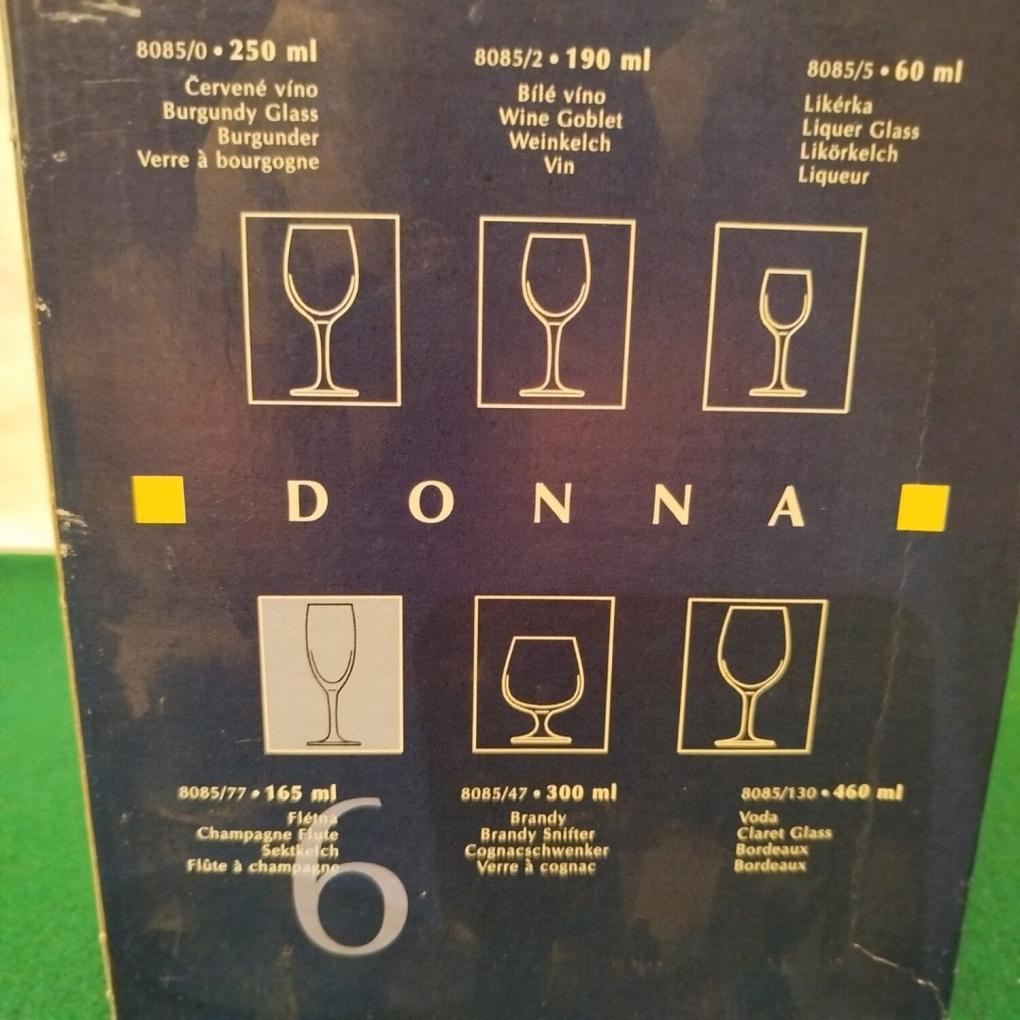 8085/0 • 250 ml
Červené víno
Burgundy Glass
Burgunder
Verre à bourgogne
8085/2 • 190 ml
Bílé víno
Wine Goblet
Weinkelch
Vin
8085/5 • 60 ml
Likérka
Liquer Glass
Likörkelch
Liqueur
DONNA
8085/77 • 165 ml
Flétna
Champagne Flute
Sektkelch
Flûte à champagne
6
8085/47 • 300 ml
Brandy
Brandy Snifter
Cognacschwenker
Verre à cognac
8085/130 • 460 ml
Voda
Claret Glass
Bordeaux
Bordeaux